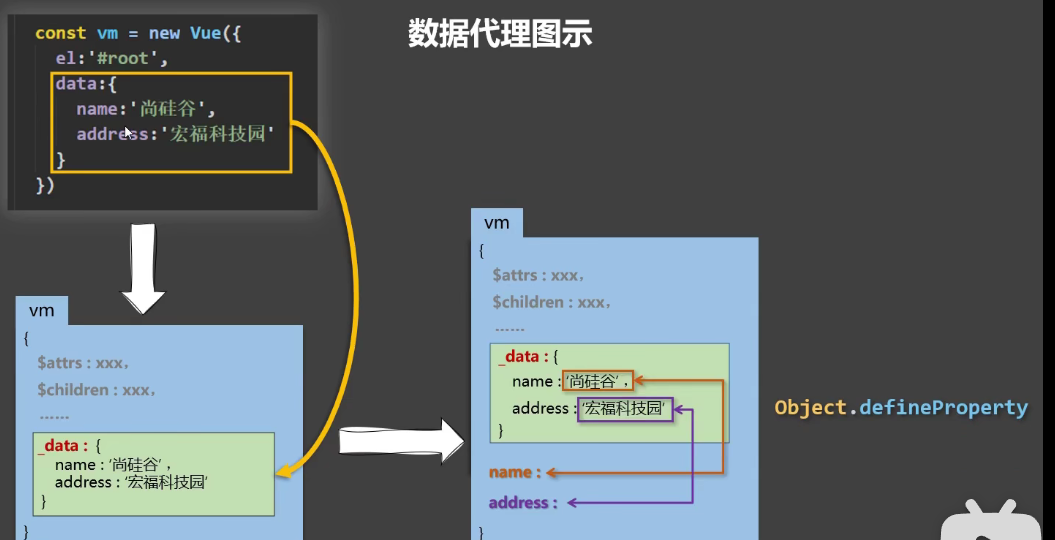 数据代理图示
const vm = new Vue({
el:'#root',
data:{
name:'尚硅谷',
address:'宏福科技园'
}
})
vm
{
$attrs : xxx，
$children : xxx，
......
_data : {
name : '尚硅谷' ，
address : '宏福科技园'
}
}
vm
{
$attrs : xxx，
$children : xxx，
......
_data : {
name : '尚硅谷' ，
address : '宏福科技园'
}
name :
address :
}
Object.defineProperty